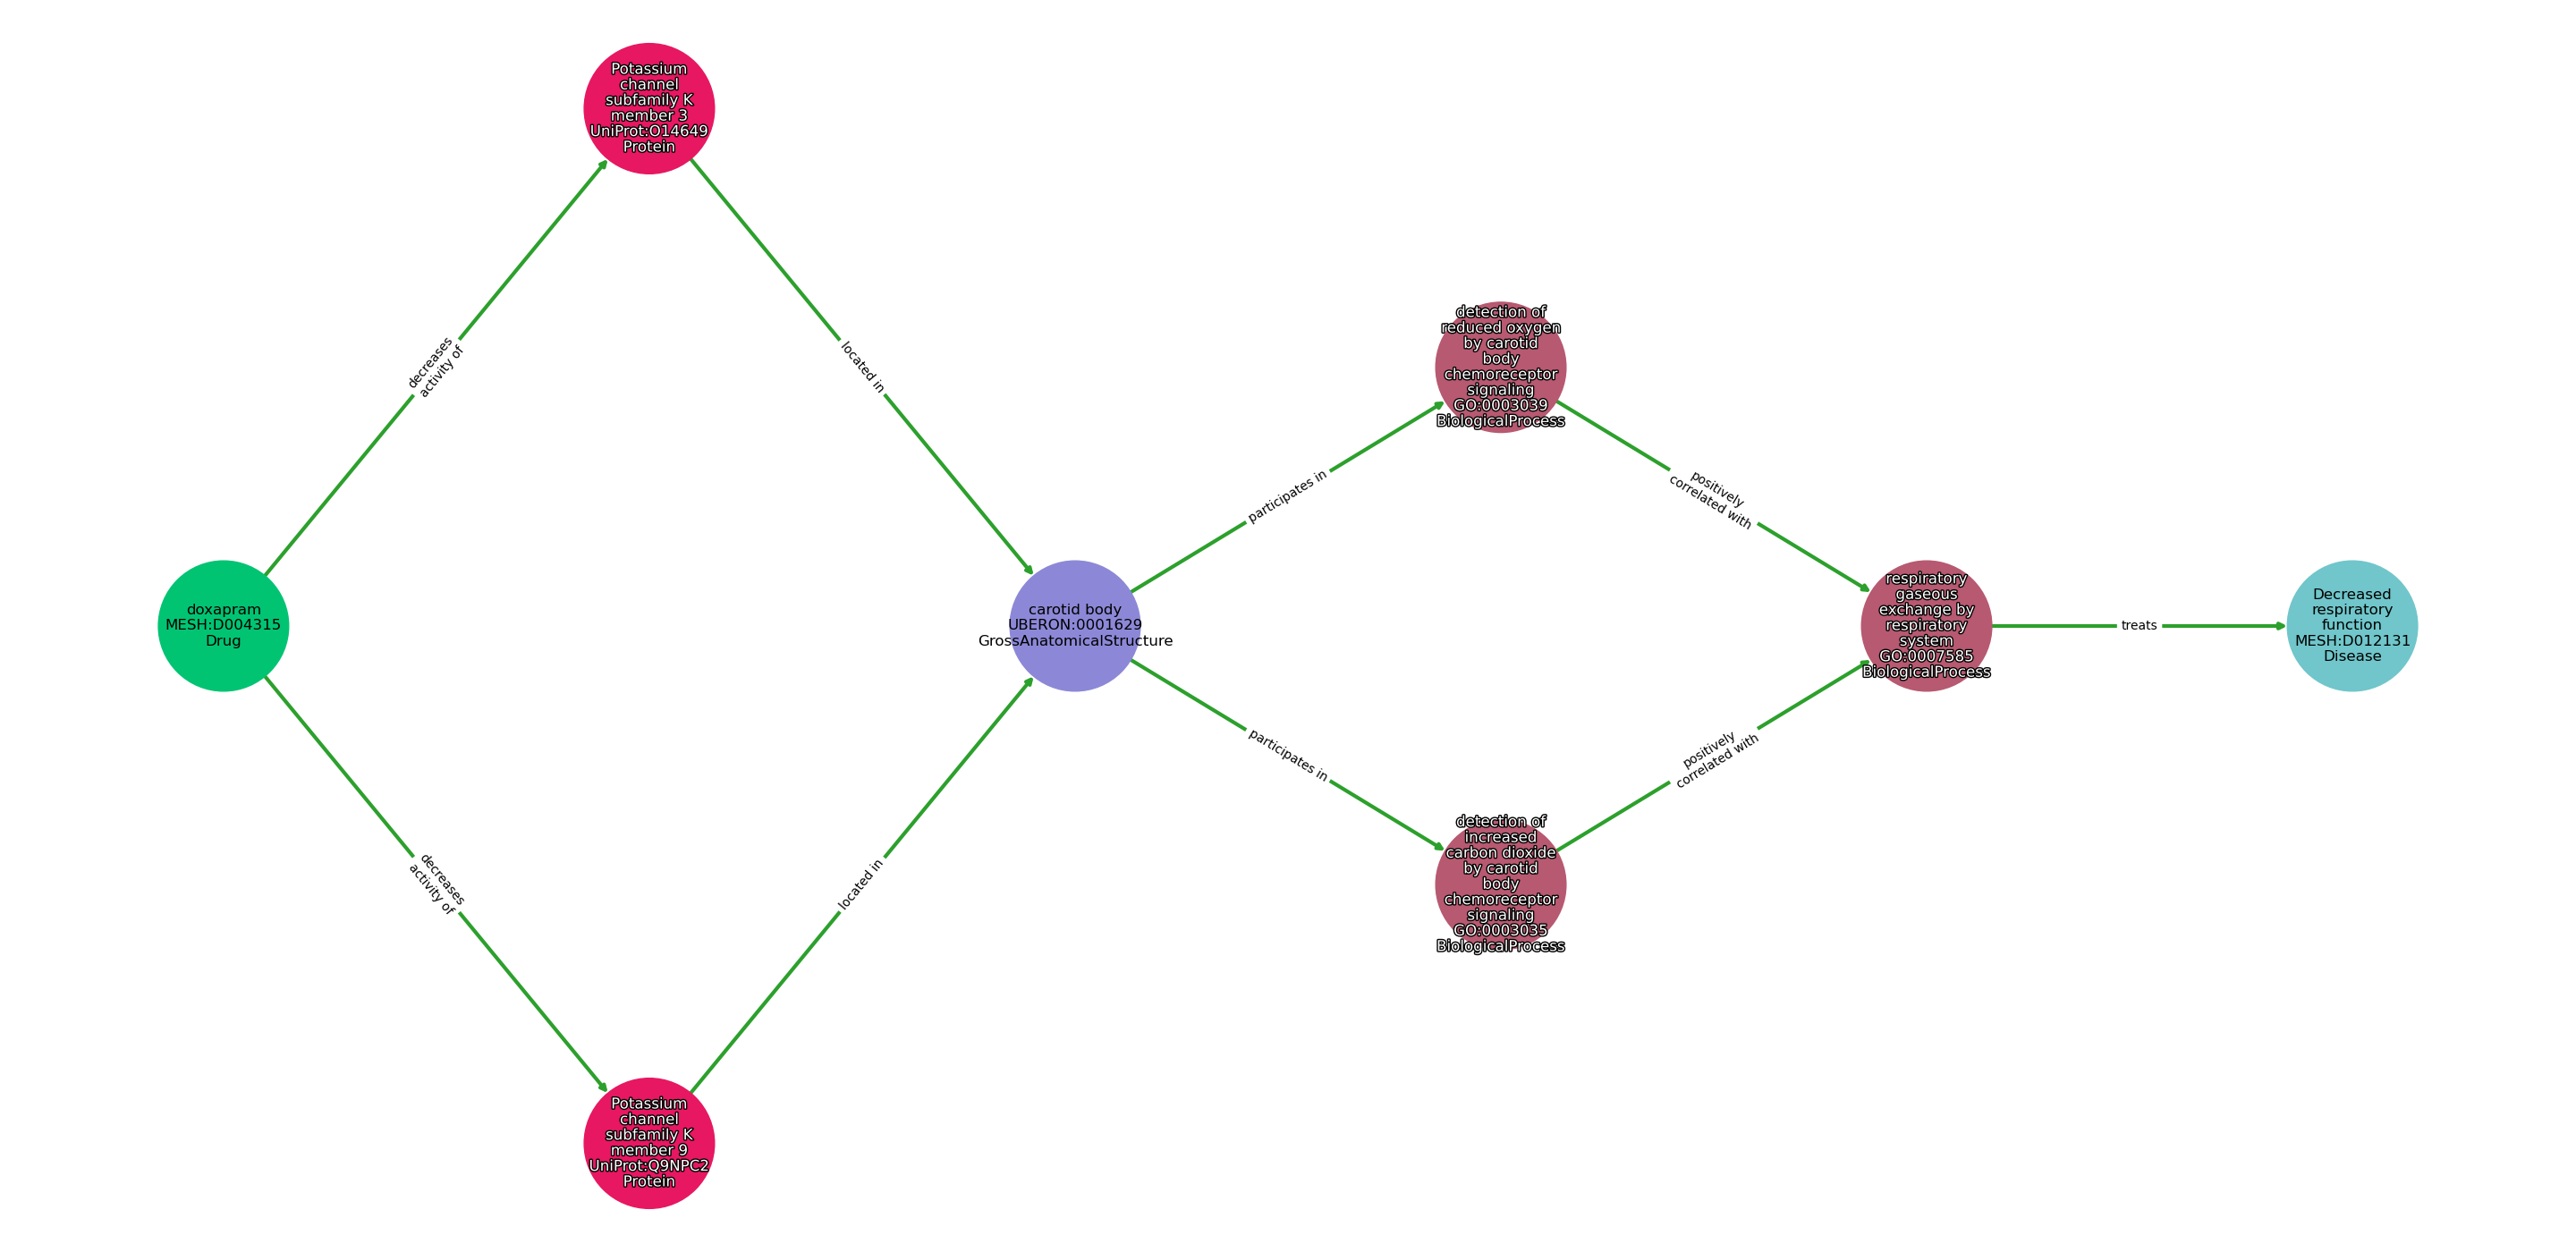 Potassium
channel
subfamily K
member 3
UniProt:O14649
Protein
decreases
activity of
located in
detection of
reduced oxygen
by carotid
body
chemoreceptor
signaling
GO:0003039
BiologicalProcess
participates in
positively
correlated with
doxapram
MESH:D004315
Drug
carotid body
UBERON:0001629
GrossAnatomicalStructure
respiratory
gaseous
exchange by
respiratory
system
GO:0007585
BiologicalProcess
treats
Decreased
respiratory
function
MESH:D012131
Disease
participates in
positively
correlated with
decreases
activity of
located in
detection of
increased
carbon dioxide
by carotid
body
chemoreceptor
signaling
GO:0003035
BiologicalProcess
Potassium
channel
subfamily K
member 9
UniProt:Q9NPC2
Protein